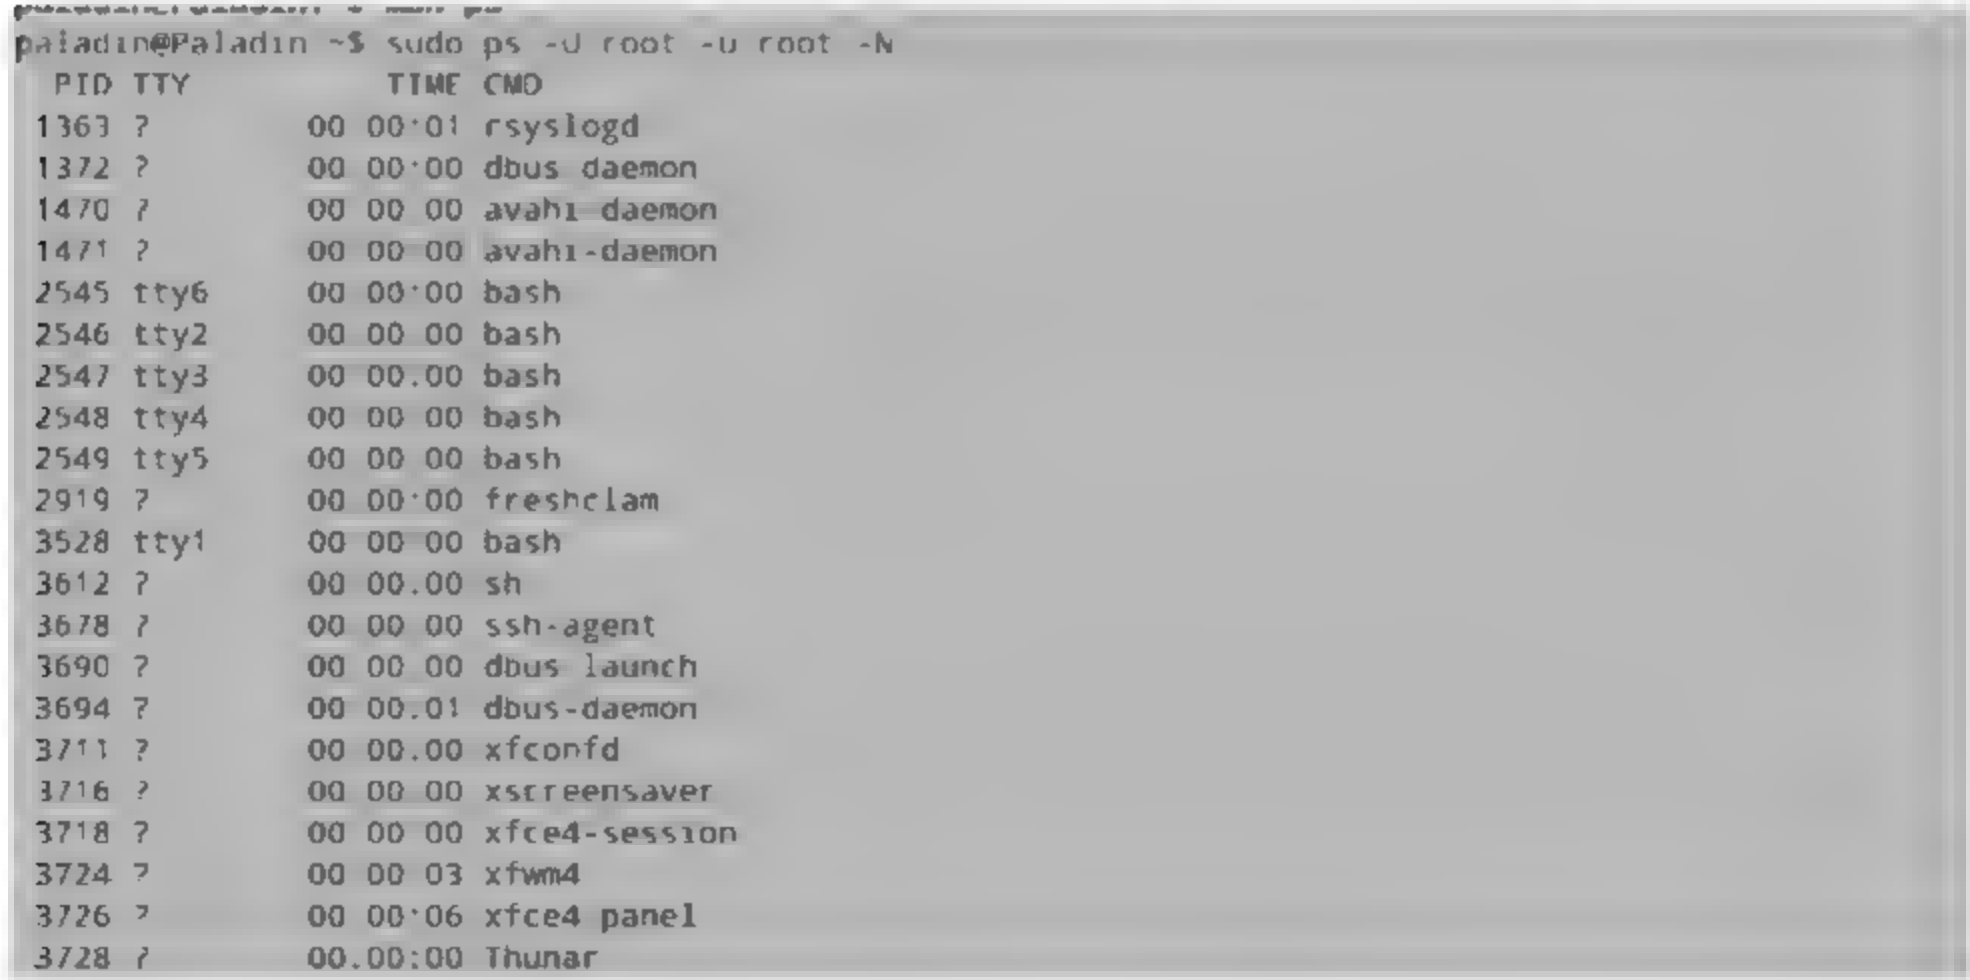 paladin@Paladin ~$ sudo ps -U root -u root -N
PID TTY TIME CMD
1363 ? 00 00:01 rsyslogd
1372 ? 00 00:00 dbus daemon
1470 ? 00 00 00 avahi-daemon
1471 ? 00 00 00 avahi-daemon
2545 tty6 00 00:00 bash
2546 tty2 00 00 00 bash
2547 tty3 00 00:00 bash
2548 tty4 00 00 00 bash
2549 tty5 00 00 00 bash
2919 ? 00 00:00 freshclam
3528 tty1 00 00 00 bash
3612 ? 00 00:00 sh
3678 ? 00 00 00 ssh-agent
3690 ? 00 00 00 dbus launch
3694 ? 00 00:01 dbus-daemon
3711 ? 00 00:00 xfconfd
3716 ? 00 00 00 xscreensaver
3718 ? 00 00 00 xfce4-session
3724 ? 00 00 03 xfwm4
3726 ? 00 00:06 xfce4 panel
3728 ? 00:00:00 Thunar